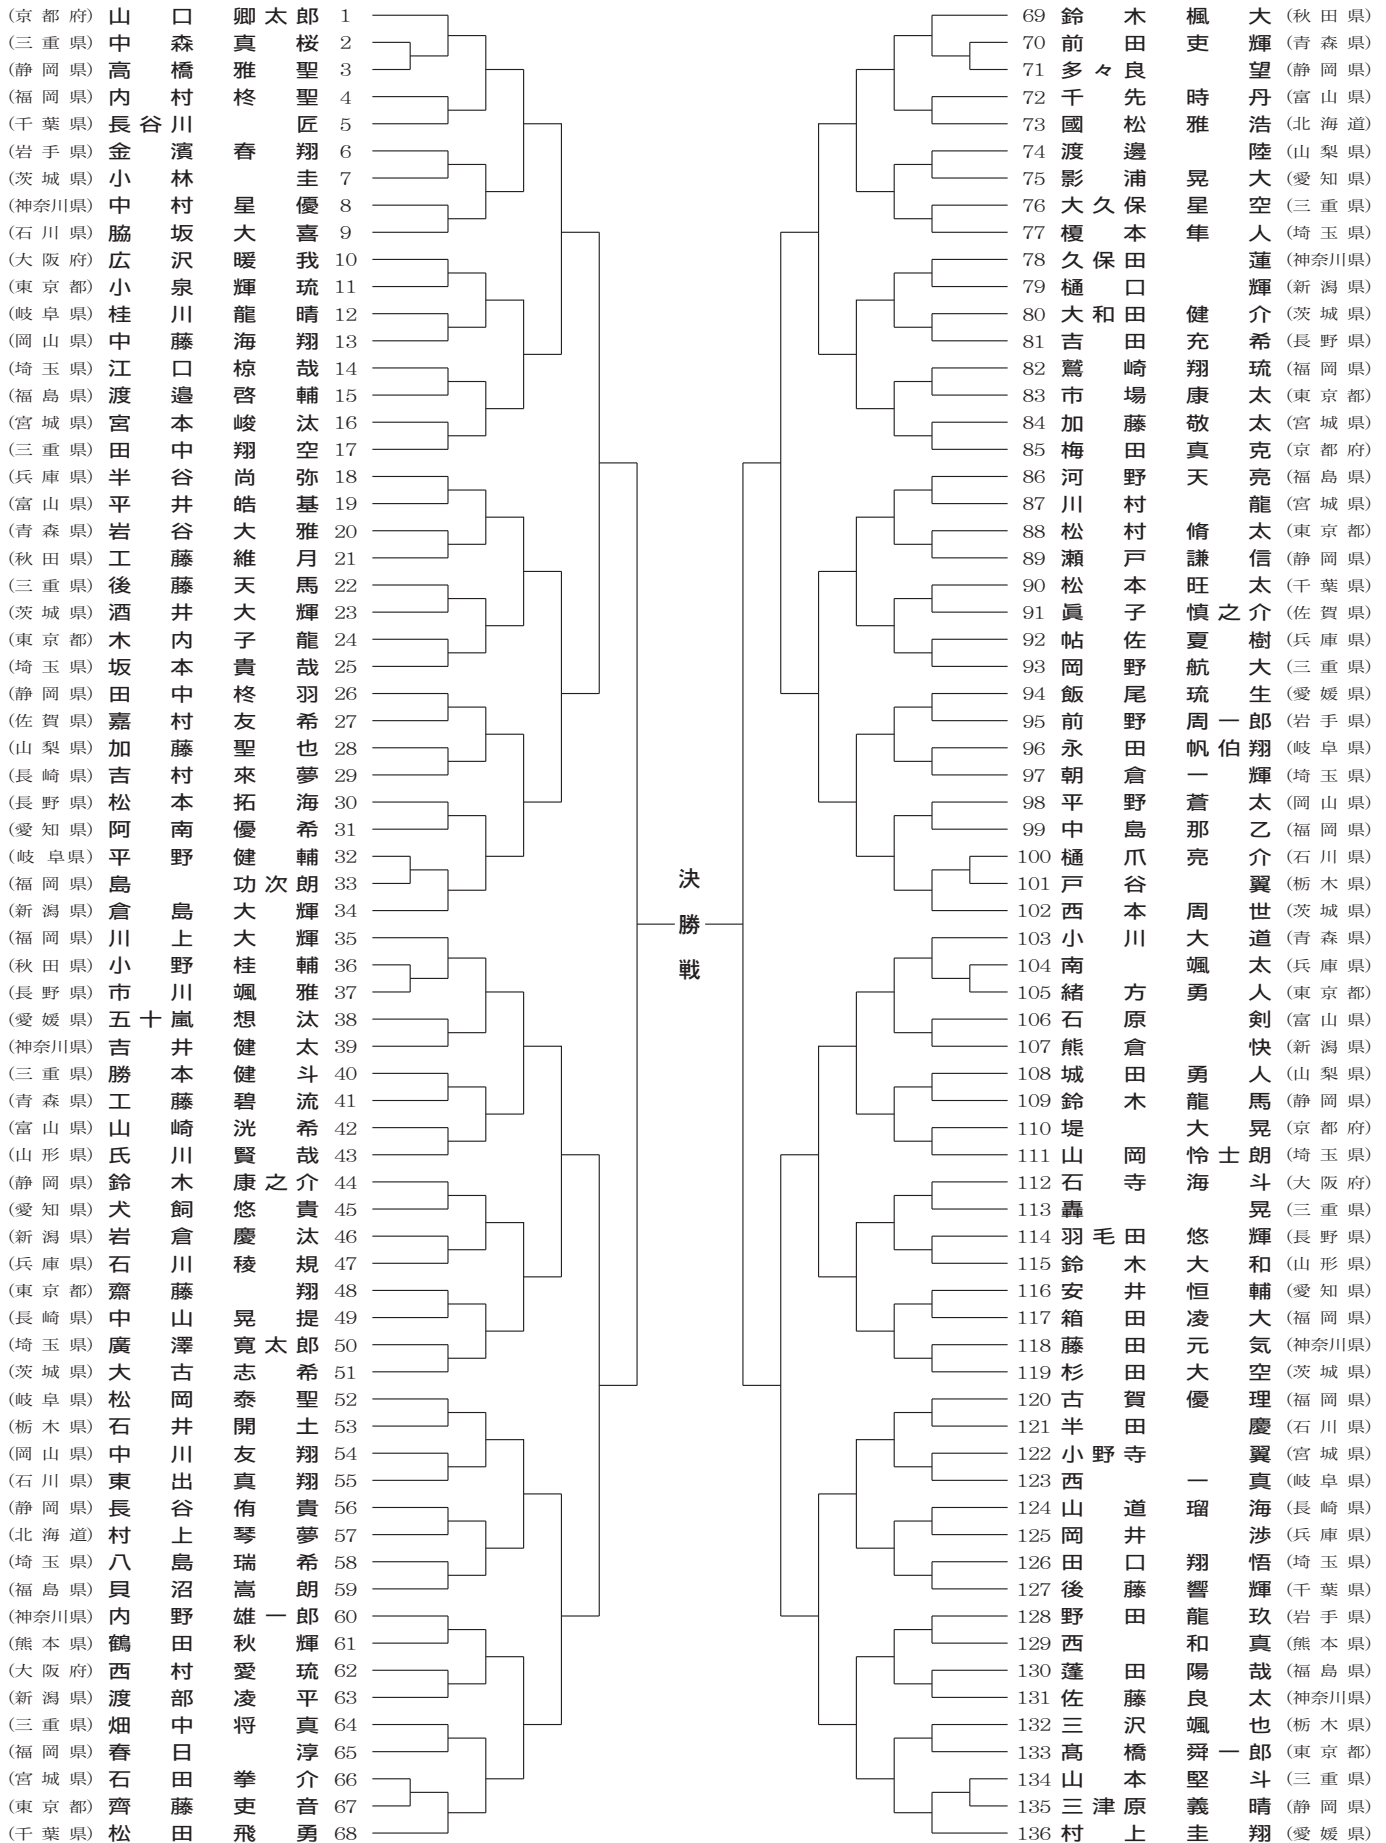 (京都府) 山口卿太郎 1
(三重県) 中森真桜 2
(静岡県) 高橋雅聖 3
(福岡県) 内村柊聖 4
(千葉県) 長谷川匠 5
(岩手県) 金濱春翔 6
(茨城県) 小林圭 7
(神奈川県) 中村星優 8
(石川県) 脇坂大喜 9
(大阪府) 広沢暖我 10
(東京都) 小泉輝琉 11
(岐阜県) 桂川龍晴 12
(岡山県) 中藤海翔 13
(埼玉県) 江口椋哉 14
(福島県) 渡邉啓輔 15
(宮城県) 宮本峻汰 16
(三重県) 田中翔空 17
(兵庫県) 半谷尚弥 18
(富山県) 平井皓基 19
(青森県) 岩谷大雅 20
(秋田県) 工藤維月 21
(三重県) 後藤天馬 22
(茨城県) 酒井大輝 23
(東京都) 木内子龍 24
(埼玉県) 坂本貴哉 25
(静岡県) 田中柊羽 26
(佐賀県) 嘉村友希 27
(山梨県) 加藤聖也 28
(長崎県) 吉村來夢 29
(長野県) 松本拓海 30
(愛知県) 阿南優希 31
(岐阜県) 平野健輔 32
(福岡県) 島功次朗 33
(新潟県) 倉島大輝 34
(福岡県) 川上大輝 35
(秋田県) 小野桂輔 36
(長野県) 市川颯雅 37
(愛媛県) 五十嵐想汰 38
(神奈川県) 吉井健太 39
(三重県) 勝本健斗 40
(青森県) 工藤碧流 41
(富山県) 山崎洸希 42
(山形県) 氏川賢哉 43
(静岡県) 鈴木康之介 44
(愛知県) 犬飼悠貴 45
(新潟県) 岩倉慶汰 46
(兵庫県) 石川稜規 47
(東京都) 齋藤翔 48
(長崎県) 中山晃提 49
(埼玉県) 廣澤寛太郎 50
(茨城県) 大古志希 51
(岐阜県) 松岡泰聖 52
(栃木県) 石井開土 53
(岡山県) 中川友翔 54
(石川県) 東出真翔 55
(静岡県) 長谷侑貴 56
(北海道) 村上琴夢 57
(埼玉県) 八島瑞希 58
(福島県) 貝沼嵩朗 59
(神奈川県) 内野雄一郎 60
(熊本県) 鶴田秋輝 61
(大阪府) 西村愛琉 62
(新潟県) 渡部凌平 63
(三重県) 畑中将真 64
(福岡県) 春日淳 65
(宮城県) 石田拳介 66
(東京都) 齊藤吏音 67
(千葉県) 松田飛勇 68
決勝戦
69 鈴木楓大 (秋田県)
70 前田吏輝 (青森県)
71 多々良望 (静岡県)
72 千先時丹 (富山県)
73 國松雅浩 (北海道)
74 渡邊陸 (山梨県)
75 影浦晃大 (愛知県)
76 大久保星空 (三重県)
77 榎本隼人 (埼玉県)
78 久保田蓮 (神奈川県)
79 樋口輝 (新潟県)
80 大和田健介 (茨城県)
81 吉田充希 (長野県)
82 鷲崎翔琉 (福岡県)
83 市場康太 (東京都)
84 加藤敬太 (宮城県)
85 梅田真克 (京都府)
86 河野天亮 (福島県)
87 川村龍 (宮城県)
88 松村脩太 (東京都)
89 瀬戸謙信 (静岡県)
90 松本旺太 (千葉県)
91 眞子慎之介 (佐賀県)
92 帖佐夏樹 (兵庫県)
93 岡野航大 (三重県)
94 飯尾琉生 (愛媛県)
95 前野周一郎 (岩手県)
96 永田帆伯翔 (岐阜県)
97 朝倉一輝 (埼玉県)
98 平野蒼太 (岡山県)
99 中島那乙 (福岡県)
100 樋爪亮介 (石川県)
101 戸谷翼 (栃木県)
102 西本周世 (茨城県)
103 小川大道 (青森県)
104 南颯太 (兵庫県)
105 緒方勇人 (東京都)
106 石原剣 (富山県)
107 熊倉快 (新潟県)
108 城田勇人 (山梨県)
109 鈴木龍馬 (静岡県)
110 堤大晃 (京都府)
111 山岡怜士朗 (埼玉県)
112 石寺海斗 (大阪府)
113 轟晃 (三重県)
114 羽毛田悠輝 (長野県)
115 鈴木大和 (山形県)
116 安井恒輔 (愛知県)
117 箱田凌大 (福岡県)
118 藤田元気 (神奈川県)
119 杉田大空 (茨城県)
120 古賀優理 (福岡県)
121 半田慶 (石川県)
122 小野寺翼 (宮城県)
123 西一真 (岐阜県)
124 山道瑠海 (長崎県)
125 岡井渉 (兵庫県)
126 田口翔悟 (埼玉県)
127 後藤響輝 (千葉県)
128 野田龍玖 (岩手県)
129 西和真 (熊本県)
130 蓬田陽哉 (福島県)
131 佐藤良太 (神奈川県)
132 三沢颯也 (栃木県)
133 髙橋舜一郎 (東京都)
134 山本堅斗 (三重県)
135 三津原義晴 (静岡県)
136 村上圭翔 (愛媛県)